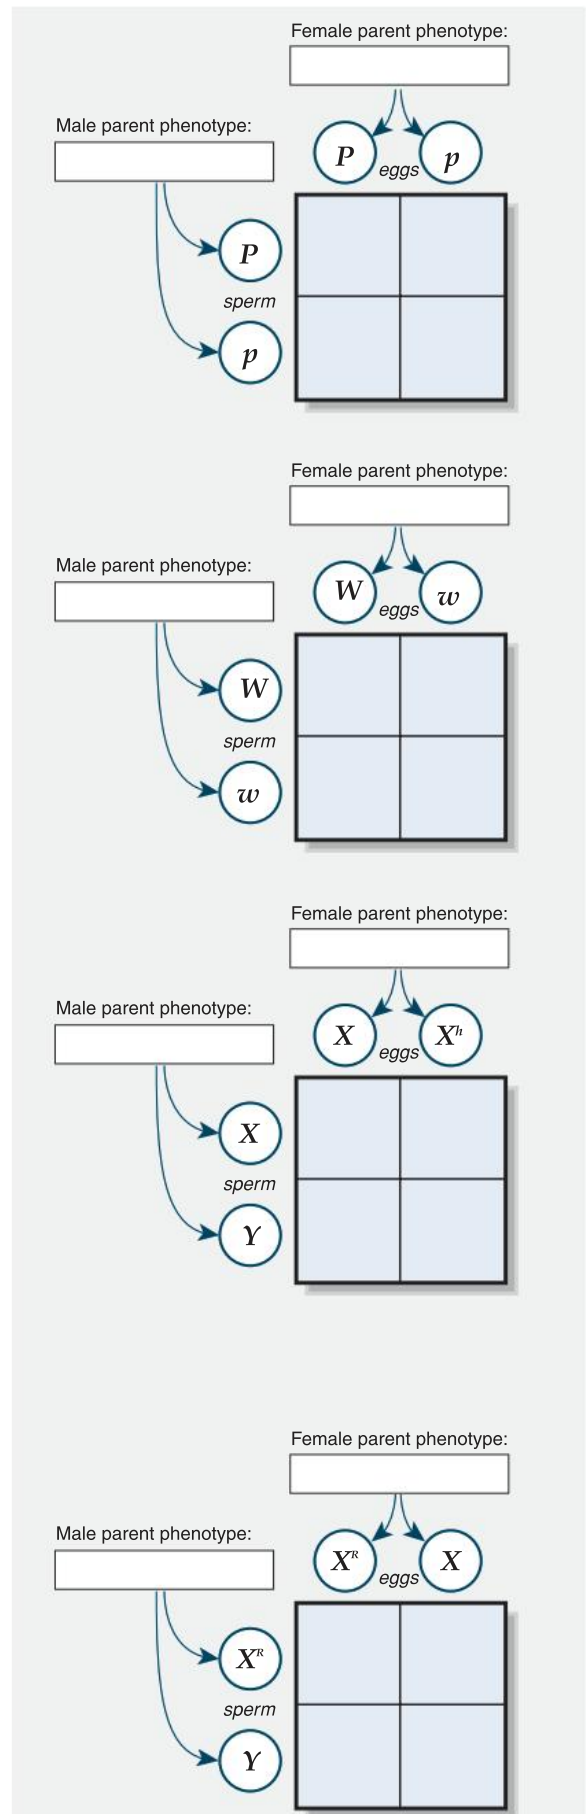 Female parent phenotype:
Male parent phenotype:
P
eggs
p
P
sperm
p
Female parent phenotype:
Male parent phenotype:
W
eggs
w
W
sperm
w
Female parent phenotype:
Male parent phenotype:
X
eggs
Xʰ
X
sperm
Y
Female parent phenotype:
Male parent phenotype:
Xᴿ
eggs
X
Xᴿ
sperm
Y